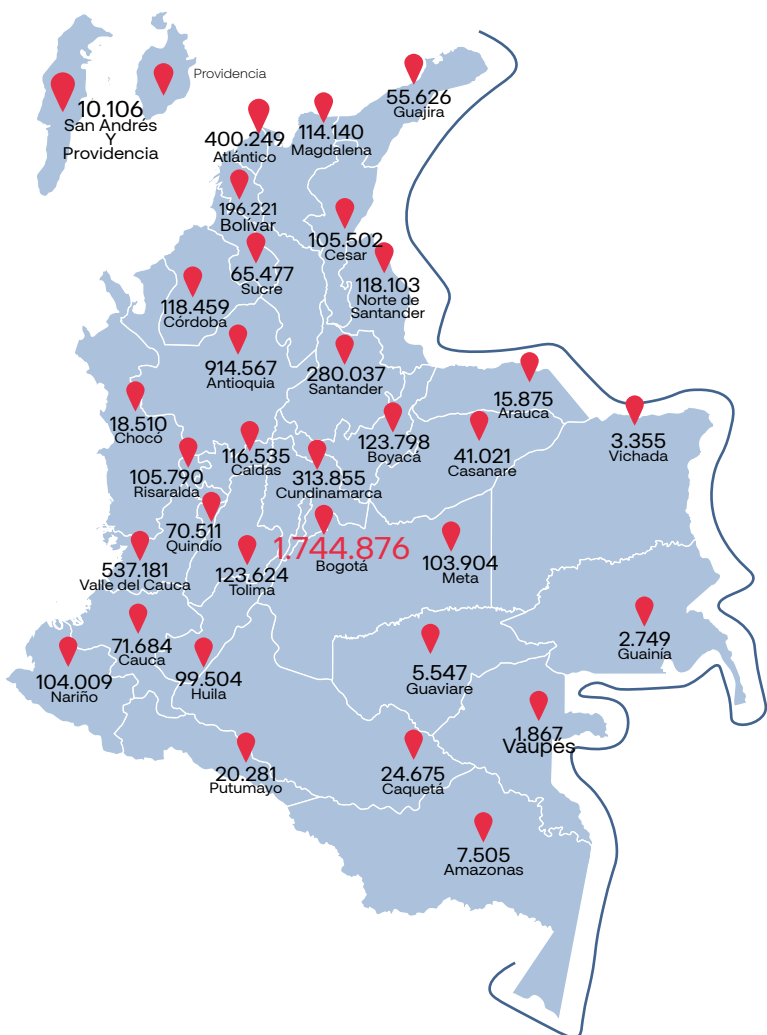 Providencia
10.106
San Andrés
Y
Providencia
55.626
Guajira
400.249
Atlántico
114.140
Magdalena
196.221
Bolívar
105.502
Cesar
65.477
Sucre
118.103
Norte de
Santander
118.459
Córdoba
914.567
Antioquia
280.037
Santander
15.875
Arauca
18.510
Chocó
116.535
Caldas
123.798
Boyacá
41.021
Casanare
3.355
Vichada
105.790
Risaralda
313.855
Cundinamarca
70.511
Quindío
1.744.876
Bogotá
537.181
Valle del Cauca
123.624
Tolima
103.904
Meta
71.684
Cauca
2.749
Guainía
104.009
Nariño
99.504
Huila
5.547
Guaviare
1.867
Vaupés
20.281
Putumayo
24.675
Caquetá
7.505
Amazonas